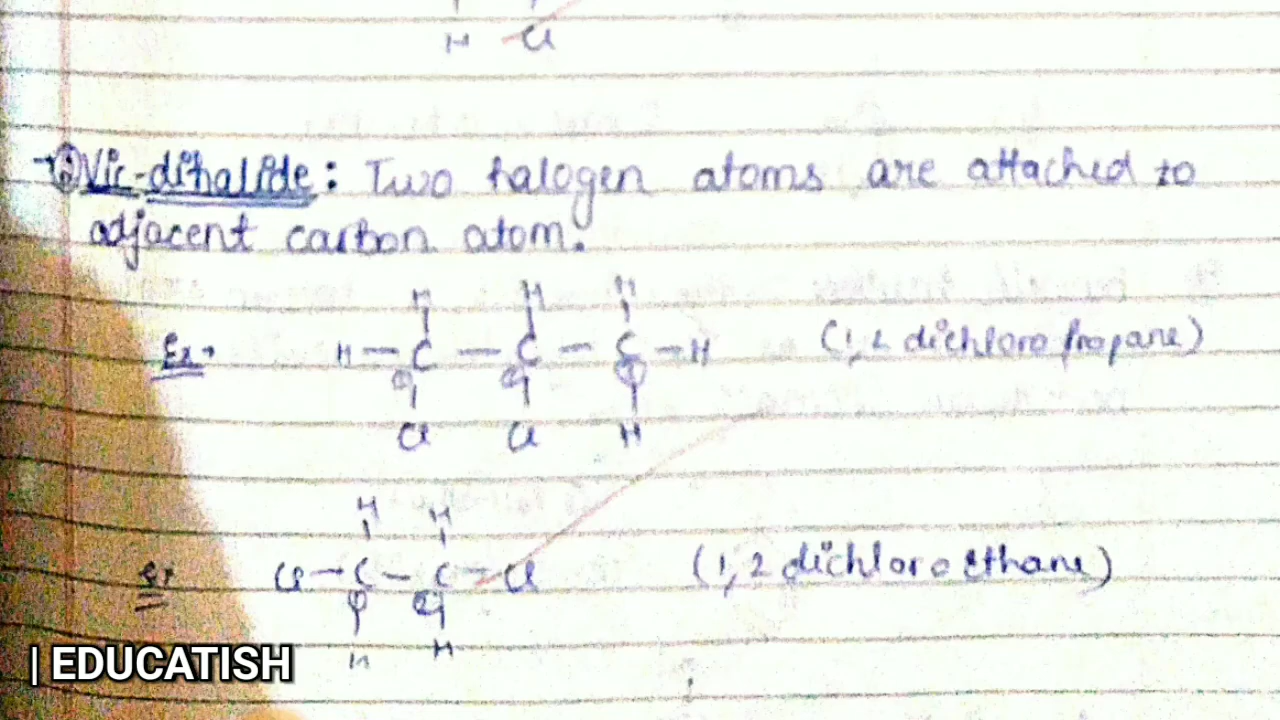 H Cl
→② Vic-dihalide : Two halogen atoms are attached to
adjacent carbon atom.
H H H
Ex → H — C — C — C — H (1,2 dichloro propane)
Cl Cl H
H H
Ex Cl — C — C — Cl (1,2 dichloro Ethane)
H H
| EDUCATISH